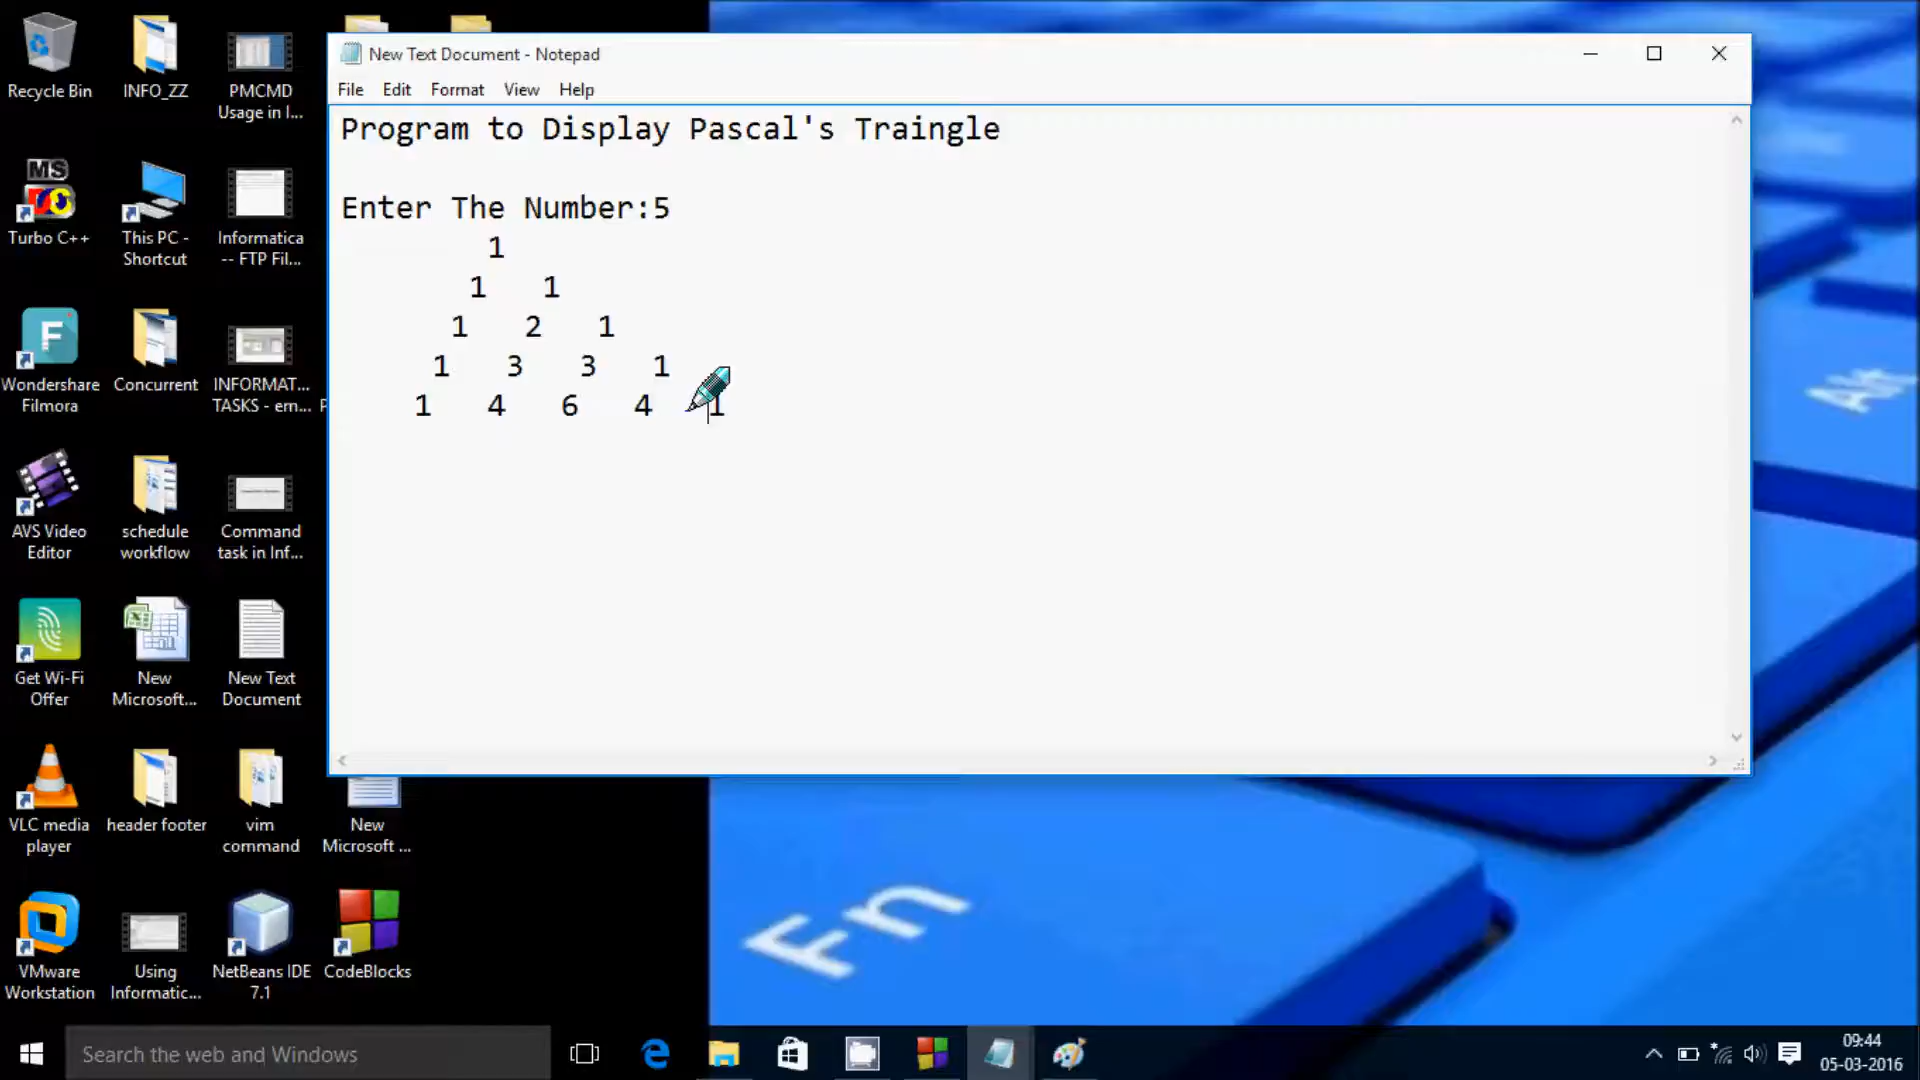 Recycle Bin
INFO_ZZ
PMCMD
Usage in I...
MS
Turbo C++
This PC -
Shortcut
Informatica
-- FTP Fil...
Wondershare
Filmora
Concurrent
INFORMAT...
TASKS - em...
AVS Video
Editor
schedule
workflow
Command
task in Inf...
Get Wi-Fi
Offer
New
Microsoft...
New Text
Document
VLC media
player
header footer
vim
command
New
Microsoft ...
VMware
Workstation
Using
Informatic...
NetBeans IDE
7.1
CodeBlocks
New Text Document - Notepad
File Edit Format View Help
Program to Display Pascal's Traingle
Enter The Number:5
1
1 1
1 2 1
1 3 3 1
1 4 6 4 1
Alt
Fn
Search the web and Windows
09:44
05-03-2016